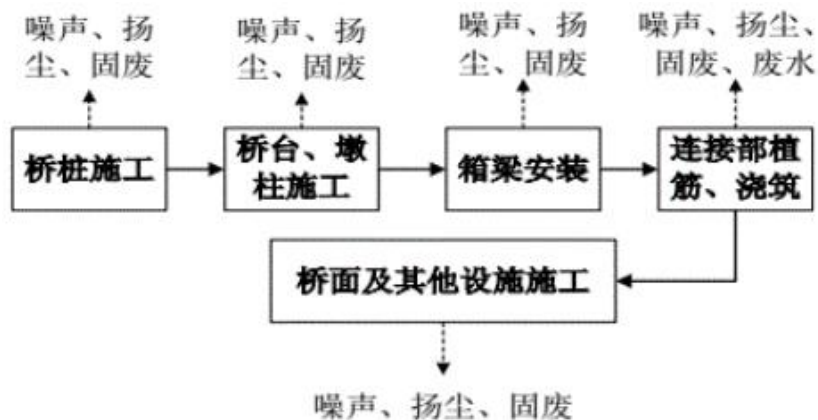 噪声、扬
尘、固废
噪声、扬
尘、固废
噪声、扬
尘、固废
噪声、扬尘、
固废、废水
桥桩施工
桥台、墩
柱施工
箱梁安装
连接部植
筋、浇筑
桥面及其他设施施工
噪声、扬尘、固废